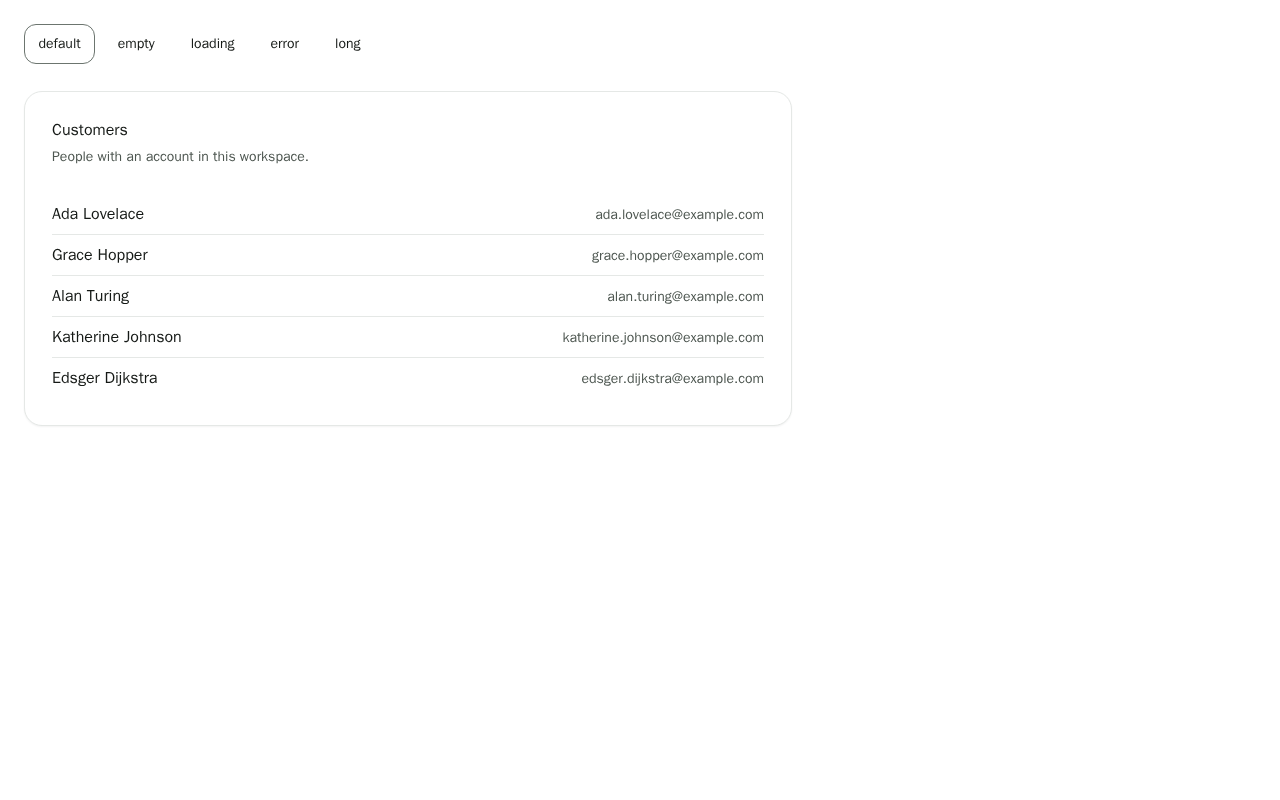 default empty loading error long
Customers
People with an account in this workspace.
Ada Lovelace ada.lovelace@example.com
Grace Hopper grace.hopper@example.com
Alan Turing alan.turing@example.com
Katherine Johnson katherine.johnson@example.com
Edsger Dijkstra edsger.dijkstra@example.com